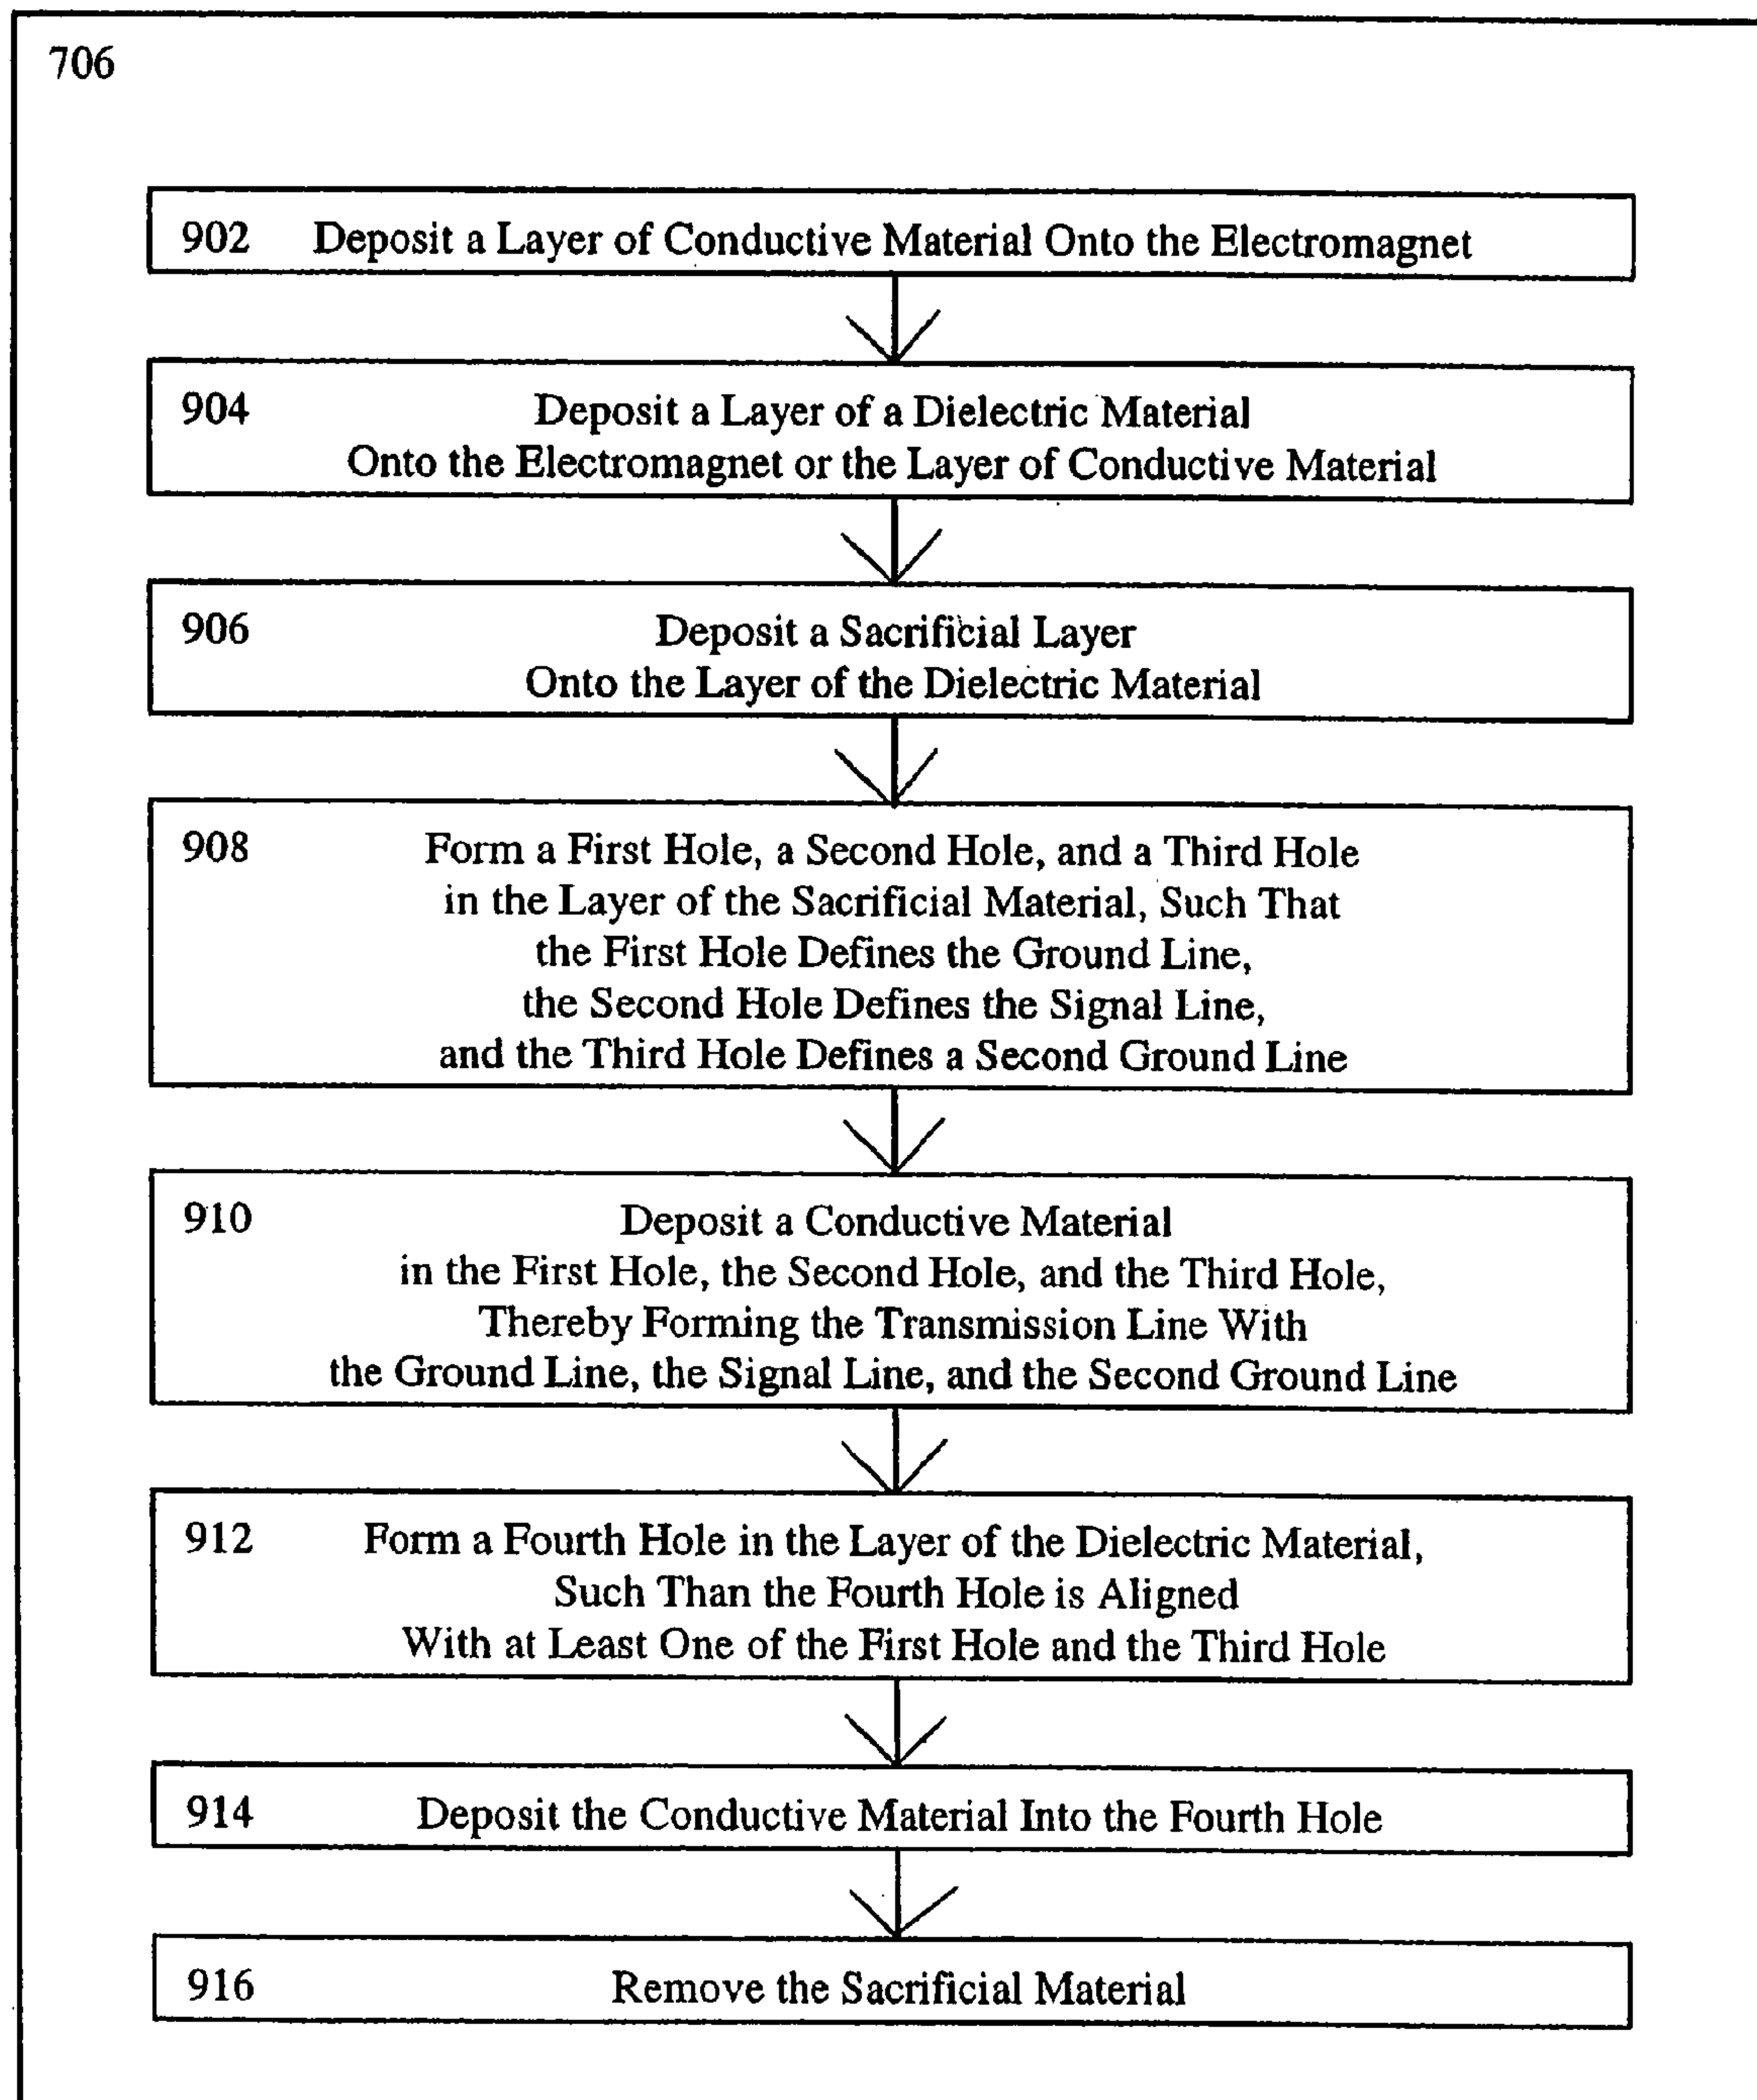 706
902 Deposit a Layer of Conductive Material Onto the Electromagnet
904 Deposit a Layer of a Dielectric Material
Onto the Electromagnet or the Layer of Conductive Material
906 Deposit a Sacrificial Layer
Onto the Layer of the Dielectric Material
908 Form a First Hole, a Second Hole, and a Third Hole
in the Layer of the Sacrificial Material, Such That
the First Hole Defines the Ground Line,
the Second Hole Defines the Signal Line,
and the Third Hole Defines a Second Ground Line
910 Deposit a Conductive Material
in the First Hole, the Second Hole, and the Third Hole,
Thereby Forming the Transmission Line With
the Ground Line, the Signal Line, and the Second Ground Line
912 Form a Fourth Hole in the Layer of the Dielectric Material,
Such Than the Fourth Hole is Aligned
With at Least One of the First Hole and the Third Hole
914 Deposit the Conductive Material Into the Fourth Hole
916 Remove the Sacrificial Material